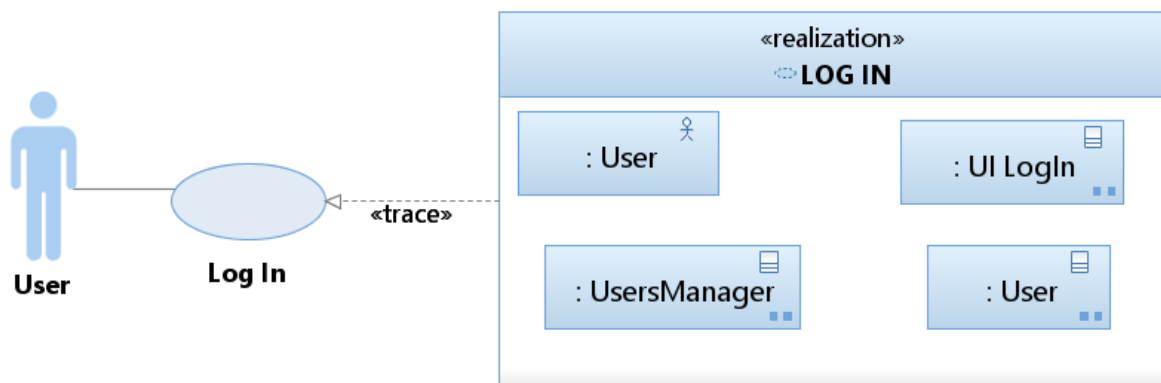 «realization»
LOG IN
: User
: UI LogIn
«trace»
: UsersManager
: User
User
Log In